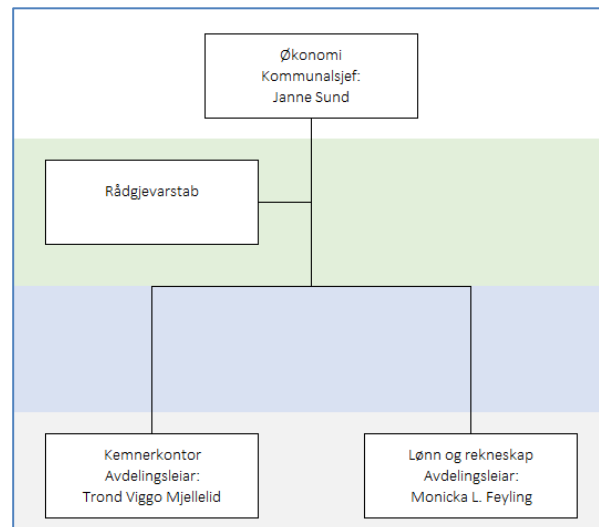 Økonomi
Kommunalsjef:
Janne Sund
Rådgjevarstab
Kemnerkontor
Avdelingsleiar:
Trond Viggo Mjellelid
Lønn og rekneskap
Avdelingsleiar:
Monicka L. Feyling